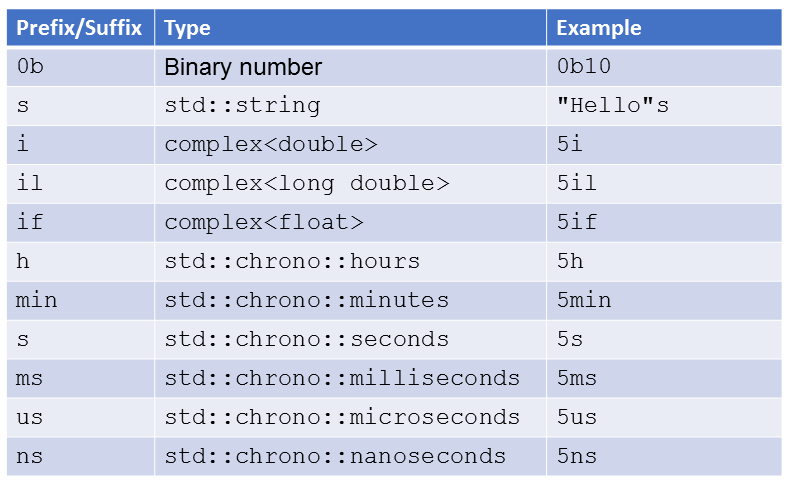 Prefix/Suffix Type Example
0b Binary number 0b10
s std::string "Hello"s
i complex<double> 5i
il complex<long double> 5il
if complex<float> 5if
h std::chrono::hours 5h
min std::chrono::minutes 5min
s std::chrono::seconds 5s
ms std::chrono::milliseconds 5ms
us std::chrono::microseconds 5us
ns std::chrono::nanoseconds 5ns